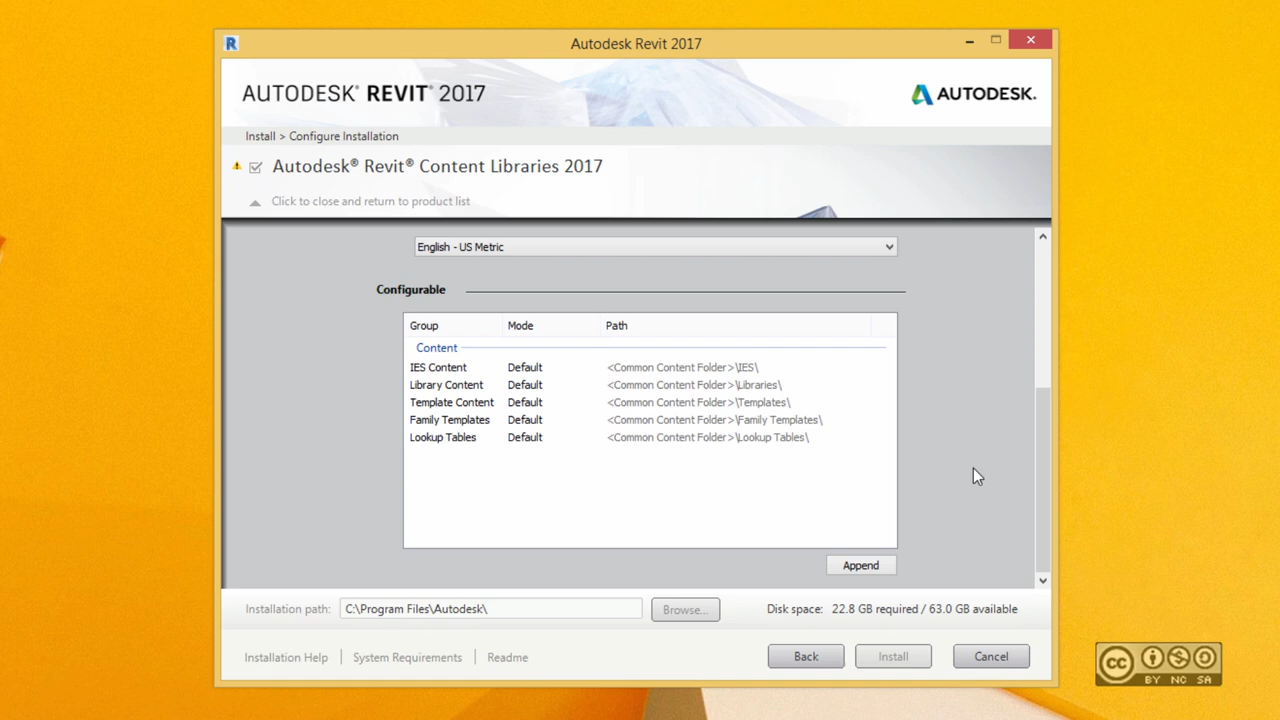 Autodesk Revit 2017
AUTODESK® REVIT® 2017
AUTODESK.
Install > Configure Installation
Autodesk® Revit® Content Libraries 2017
Click to close and return to product list
English - US Metric
Configurable
Group Mode Path
Content
IES Content Default <Common Content Folder>\IES\
Library Content Default <Common Content Folder>\Libraries\
Template Content Default <Common Content Folder>\Templates\
Family Templates Default <Common Content Folder>\Family Templates\
Lookup Tables Default <Common Content Folder>\Lookup Tables\
Append
Installation path: C:\Program Files\Autodesk\ Browse... Disk space: 22.8 GB required / 63.0 GB available
Installation Help | System Requirements | Readme Back Install Cancel
cc
BY NC SA